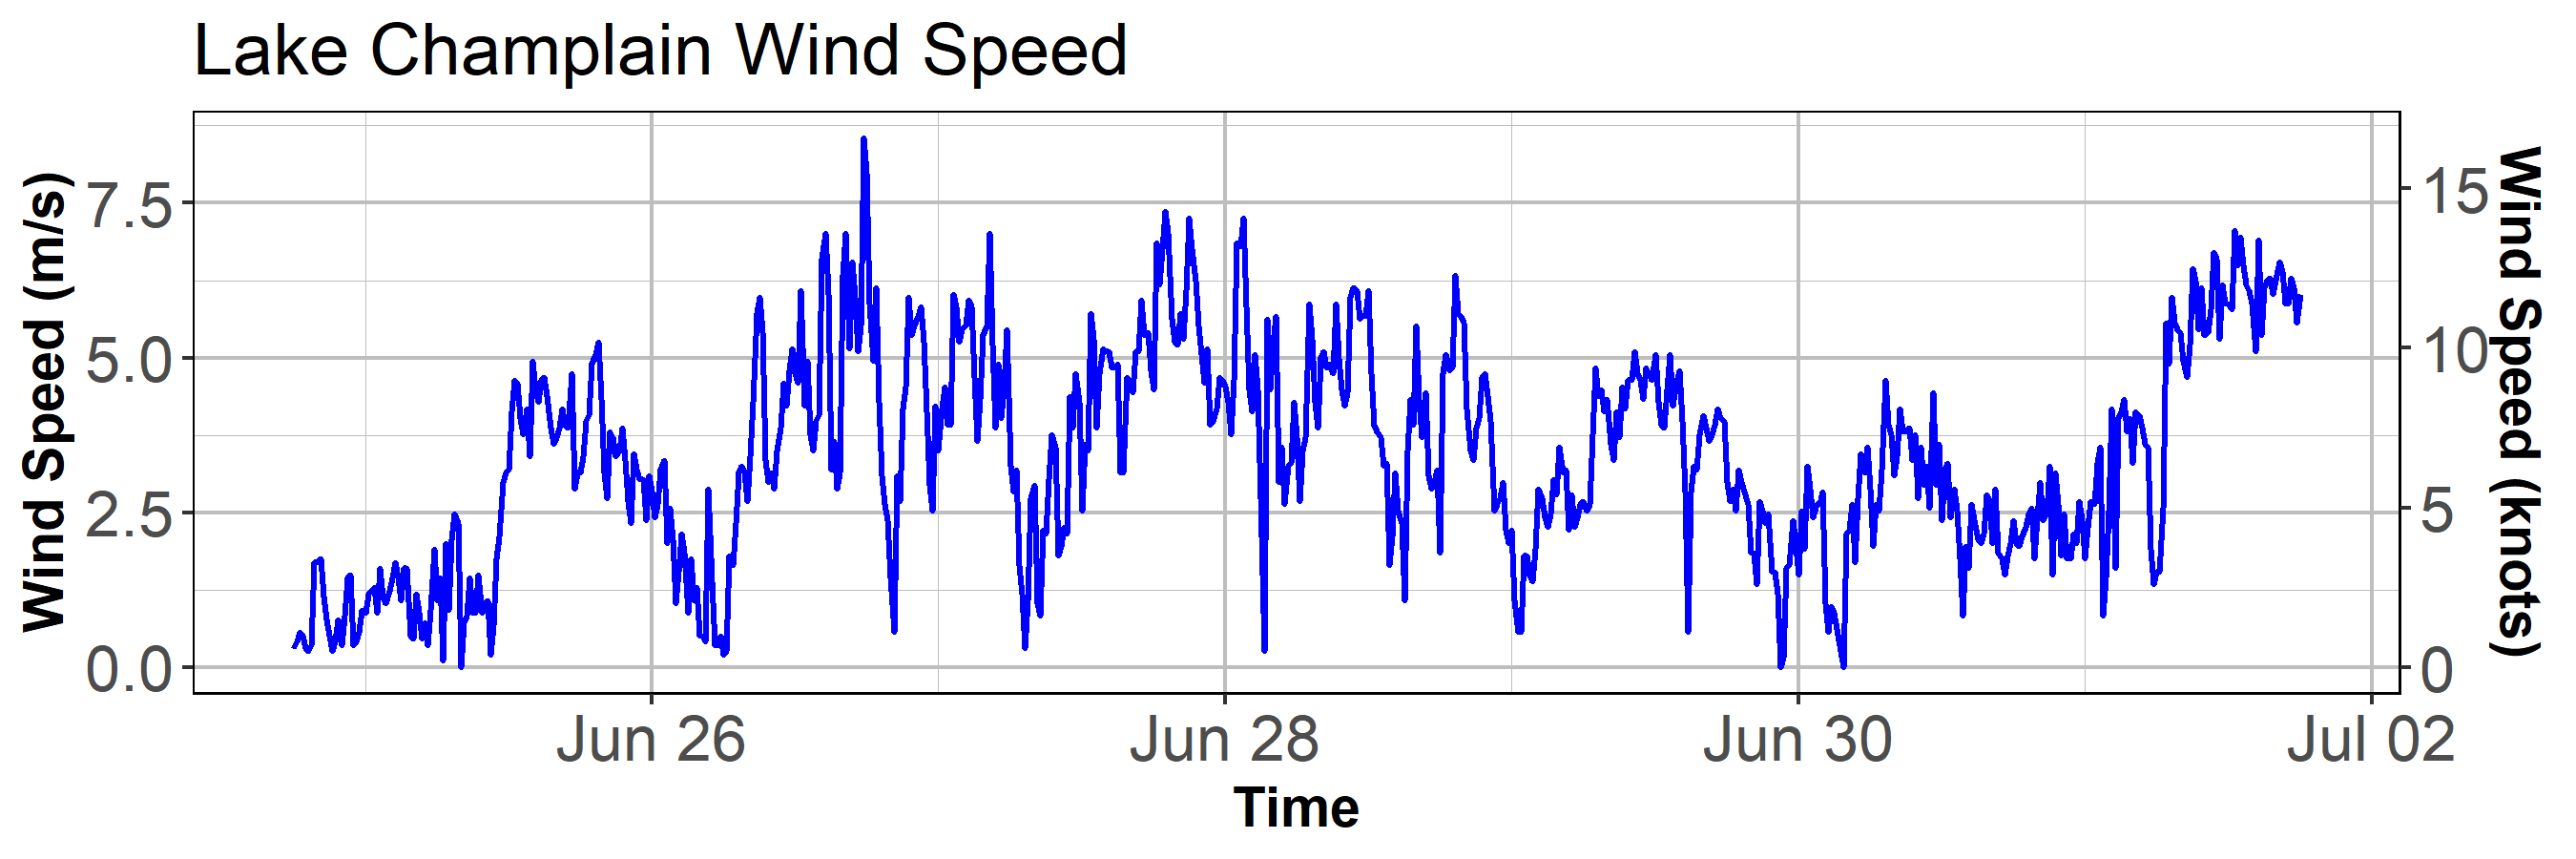 Lake Champlain Wind Speed
Wind Speed (m/s)
7.5
5.0
2.5
0.0
15
10
5
0
Wind Speed (knots)
Jun 26
Jun 28
Jun 30
Jul 02
Time